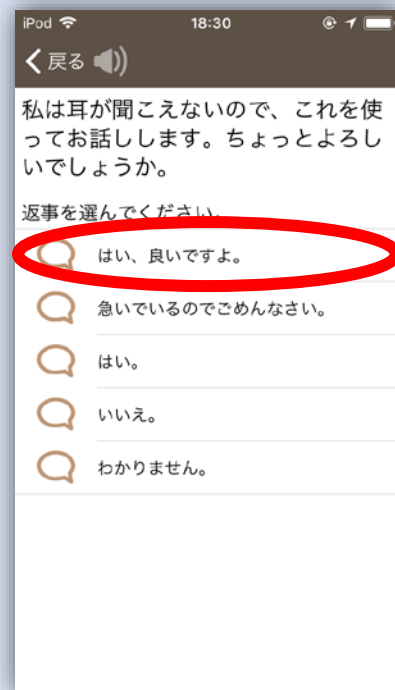 iPod 18:30
戻る
私は耳が聞こえないので、これを使
ってお話しします。ちょっとよろし
いでしょうか。
返事を選んでください。
はい、良いですよ。
急いでいるのでごめんなさい。
はい。
いいえ。
わかりません。